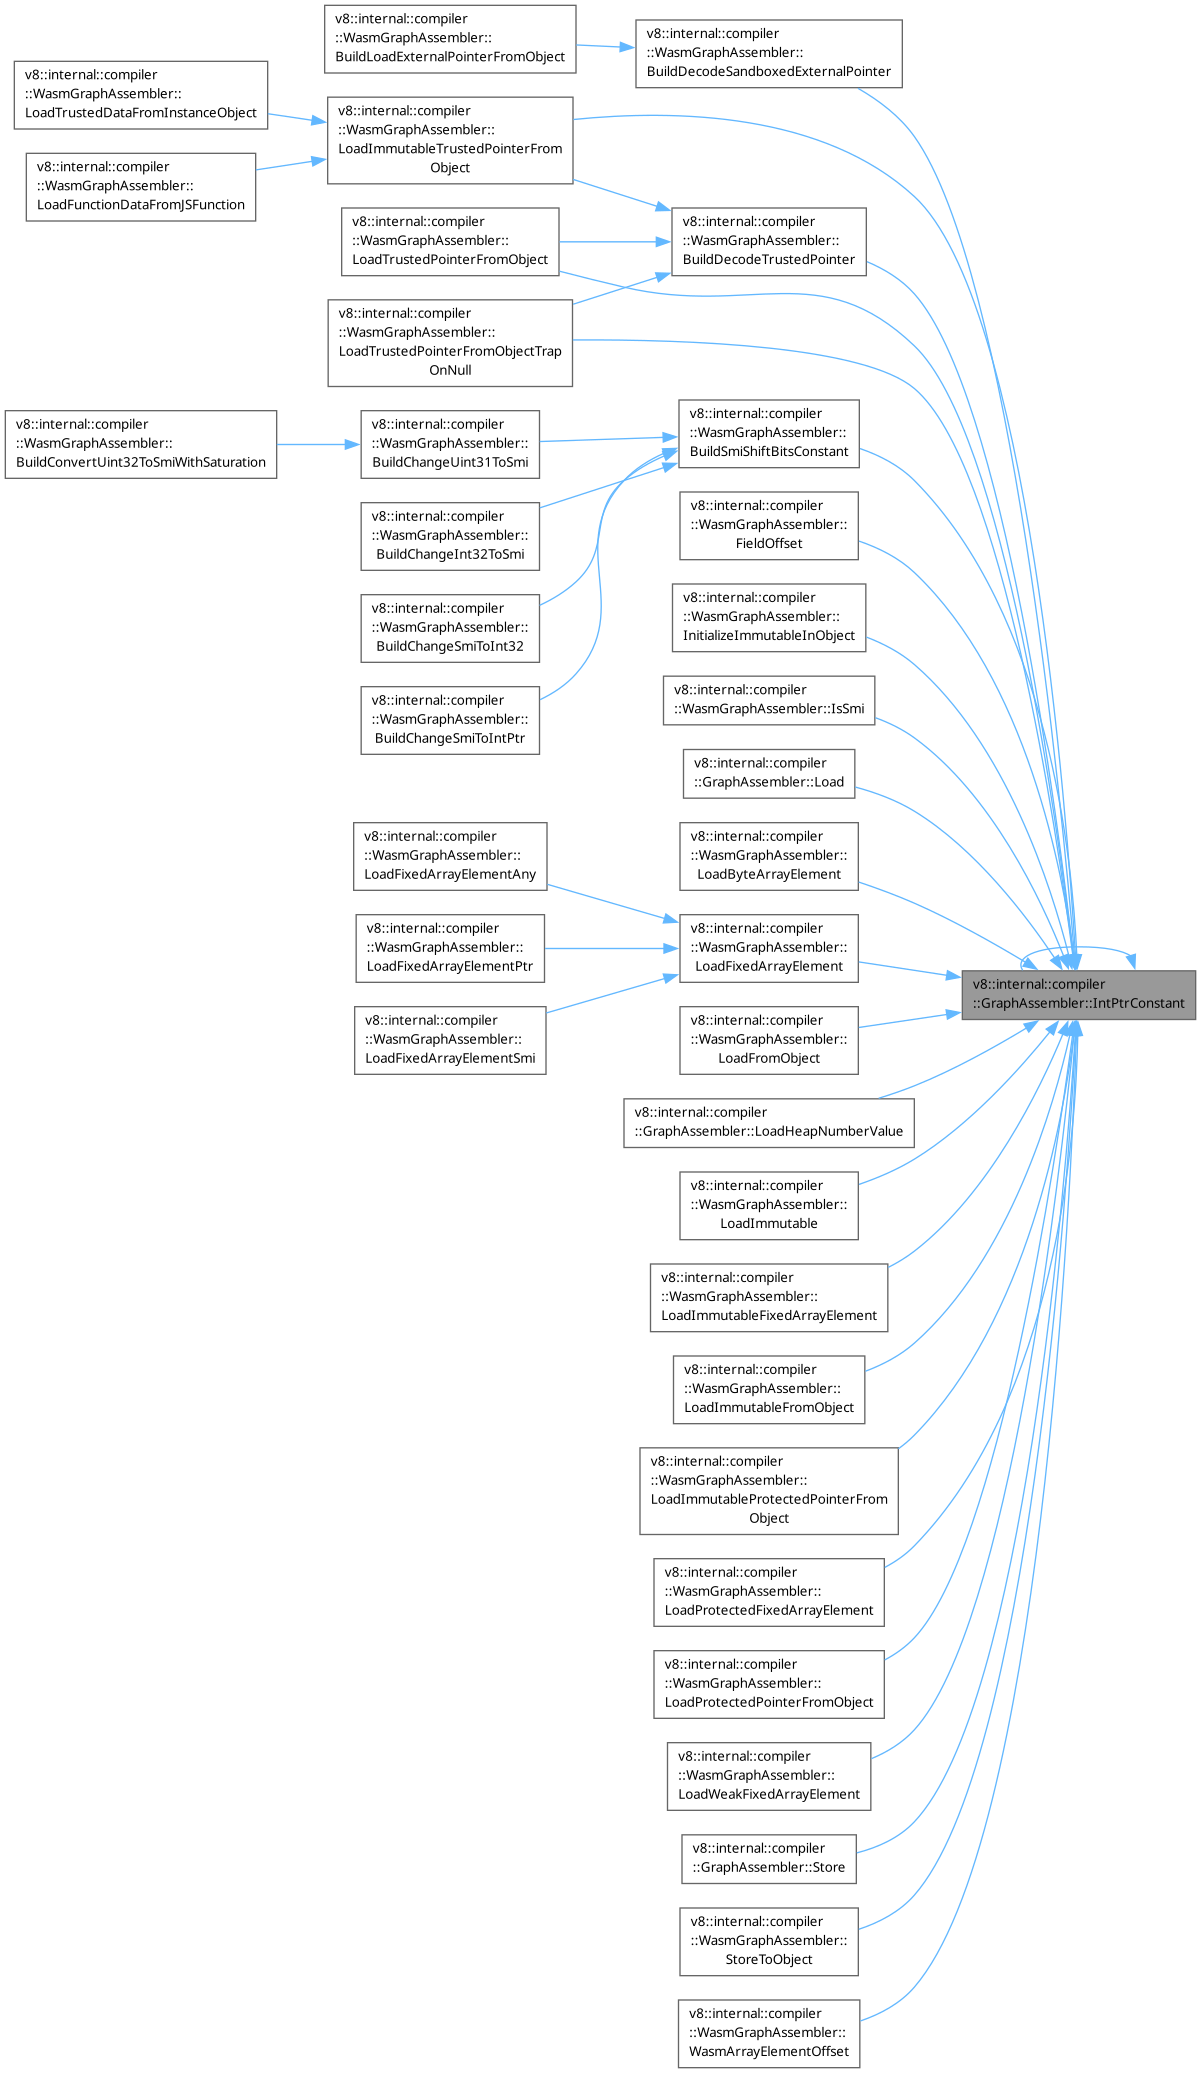 v8::internal::compiler
::WasmGraphAssembler::
BuildLoadExternalPointerFromObject
v8::internal::compiler
::WasmGraphAssembler::
BuildDecodeSandboxedExternalPointer
v8::internal::compiler
::WasmGraphAssembler::
LoadTrustedDataFromInstanceObject
v8::internal::compiler
::WasmGraphAssembler::
LoadImmutableTrustedPointerFrom
Object
v8::internal::compiler
::WasmGraphAssembler::
LoadFunctionDataFromJSFunction
v8::internal::compiler
::WasmGraphAssembler::
LoadTrustedPointerFromObject
v8::internal::compiler
::WasmGraphAssembler::
BuildDecodeTrustedPointer
v8::internal::compiler
::WasmGraphAssembler::
LoadTrustedPointerFromObjectTrap
OnNull
v8::internal::compiler
::WasmGraphAssembler::
BuildConvertUint32ToSmiWithSaturation
v8::internal::compiler
::WasmGraphAssembler::
BuildChangeUint31ToSmi
v8::internal::compiler
::WasmGraphAssembler::
BuildSmiShiftBitsConstant
v8::internal::compiler
::WasmGraphAssembler::
BuildChangeInt32ToSmi
v8::internal::compiler
::WasmGraphAssembler::
FieldOffset
v8::internal::compiler
::WasmGraphAssembler::
BuildChangeSmiToInt32
v8::internal::compiler
::WasmGraphAssembler::
InitializeImmutableInObject
v8::internal::compiler
::WasmGraphAssembler::
BuildChangeSmiToIntPtr
v8::internal::compiler
::WasmGraphAssembler::IsSmi
v8::internal::compiler
::GraphAssembler::Load
v8::internal::compiler
::WasmGraphAssembler::
LoadFixedArrayElementAny
v8::internal::compiler
::WasmGraphAssembler::
LoadByteArrayElement
v8::internal::compiler
::WasmGraphAssembler::
LoadFixedArrayElementPtr
v8::internal::compiler
::WasmGraphAssembler::
LoadFixedArrayElement
v8::internal::compiler
::GraphAssembler::IntPtrConstant
v8::internal::compiler
::WasmGraphAssembler::
LoadFixedArrayElementSmi
v8::internal::compiler
::WasmGraphAssembler::
LoadFromObject
v8::internal::compiler
::GraphAssembler::LoadHeapNumberValue
v8::internal::compiler
::WasmGraphAssembler::
LoadImmutable
v8::internal::compiler
::WasmGraphAssembler::
LoadImmutableFixedArrayElement
v8::internal::compiler
::WasmGraphAssembler::
LoadImmutableFromObject
v8::internal::compiler
::WasmGraphAssembler::
LoadImmutableProtectedPointerFrom
Object
v8::internal::compiler
::WasmGraphAssembler::
LoadProtectedFixedArrayElement
v8::internal::compiler
::WasmGraphAssembler::
LoadProtectedPointerFromObject
v8::internal::compiler
::WasmGraphAssembler::
LoadWeakFixedArrayElement
v8::internal::compiler
::GraphAssembler::Store
v8::internal::compiler
::WasmGraphAssembler::
StoreToObject
v8::internal::compiler
::WasmGraphAssembler::
WasmArrayElementOffset